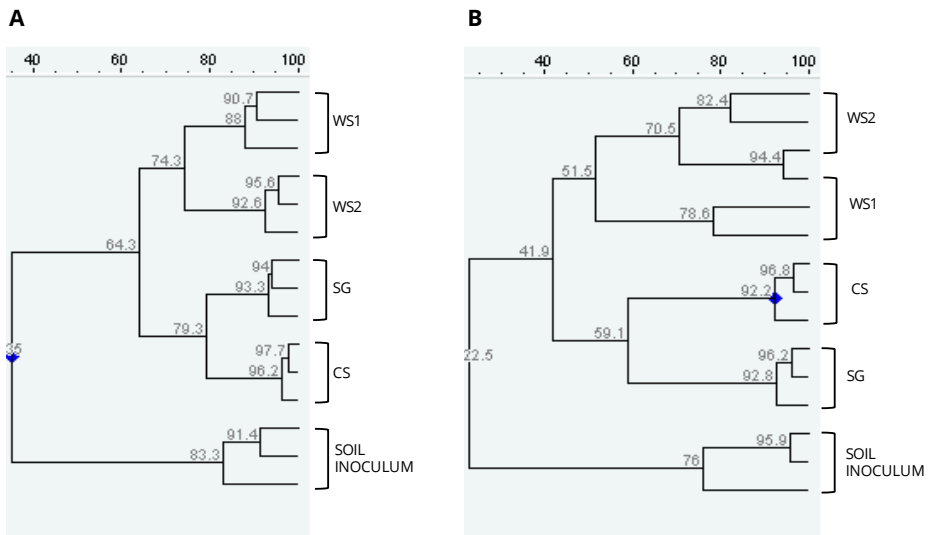 A
40 60 80 100
90.7
88
WS1
74.3
95.6
92.6
WS2
64.3
94
93.3
SG
79.3
97.7
96.2
CS
35
91.4
83.3
SOIL
INOCULUM
B
40 60 80 100
82.4
70.5
WS2
94.4
51.5
78.6
WS1
41.9
96.8
92.2
CS
59.1
22.5
96.2
92.8
SG
95.9
76
SOIL
INOCULUM